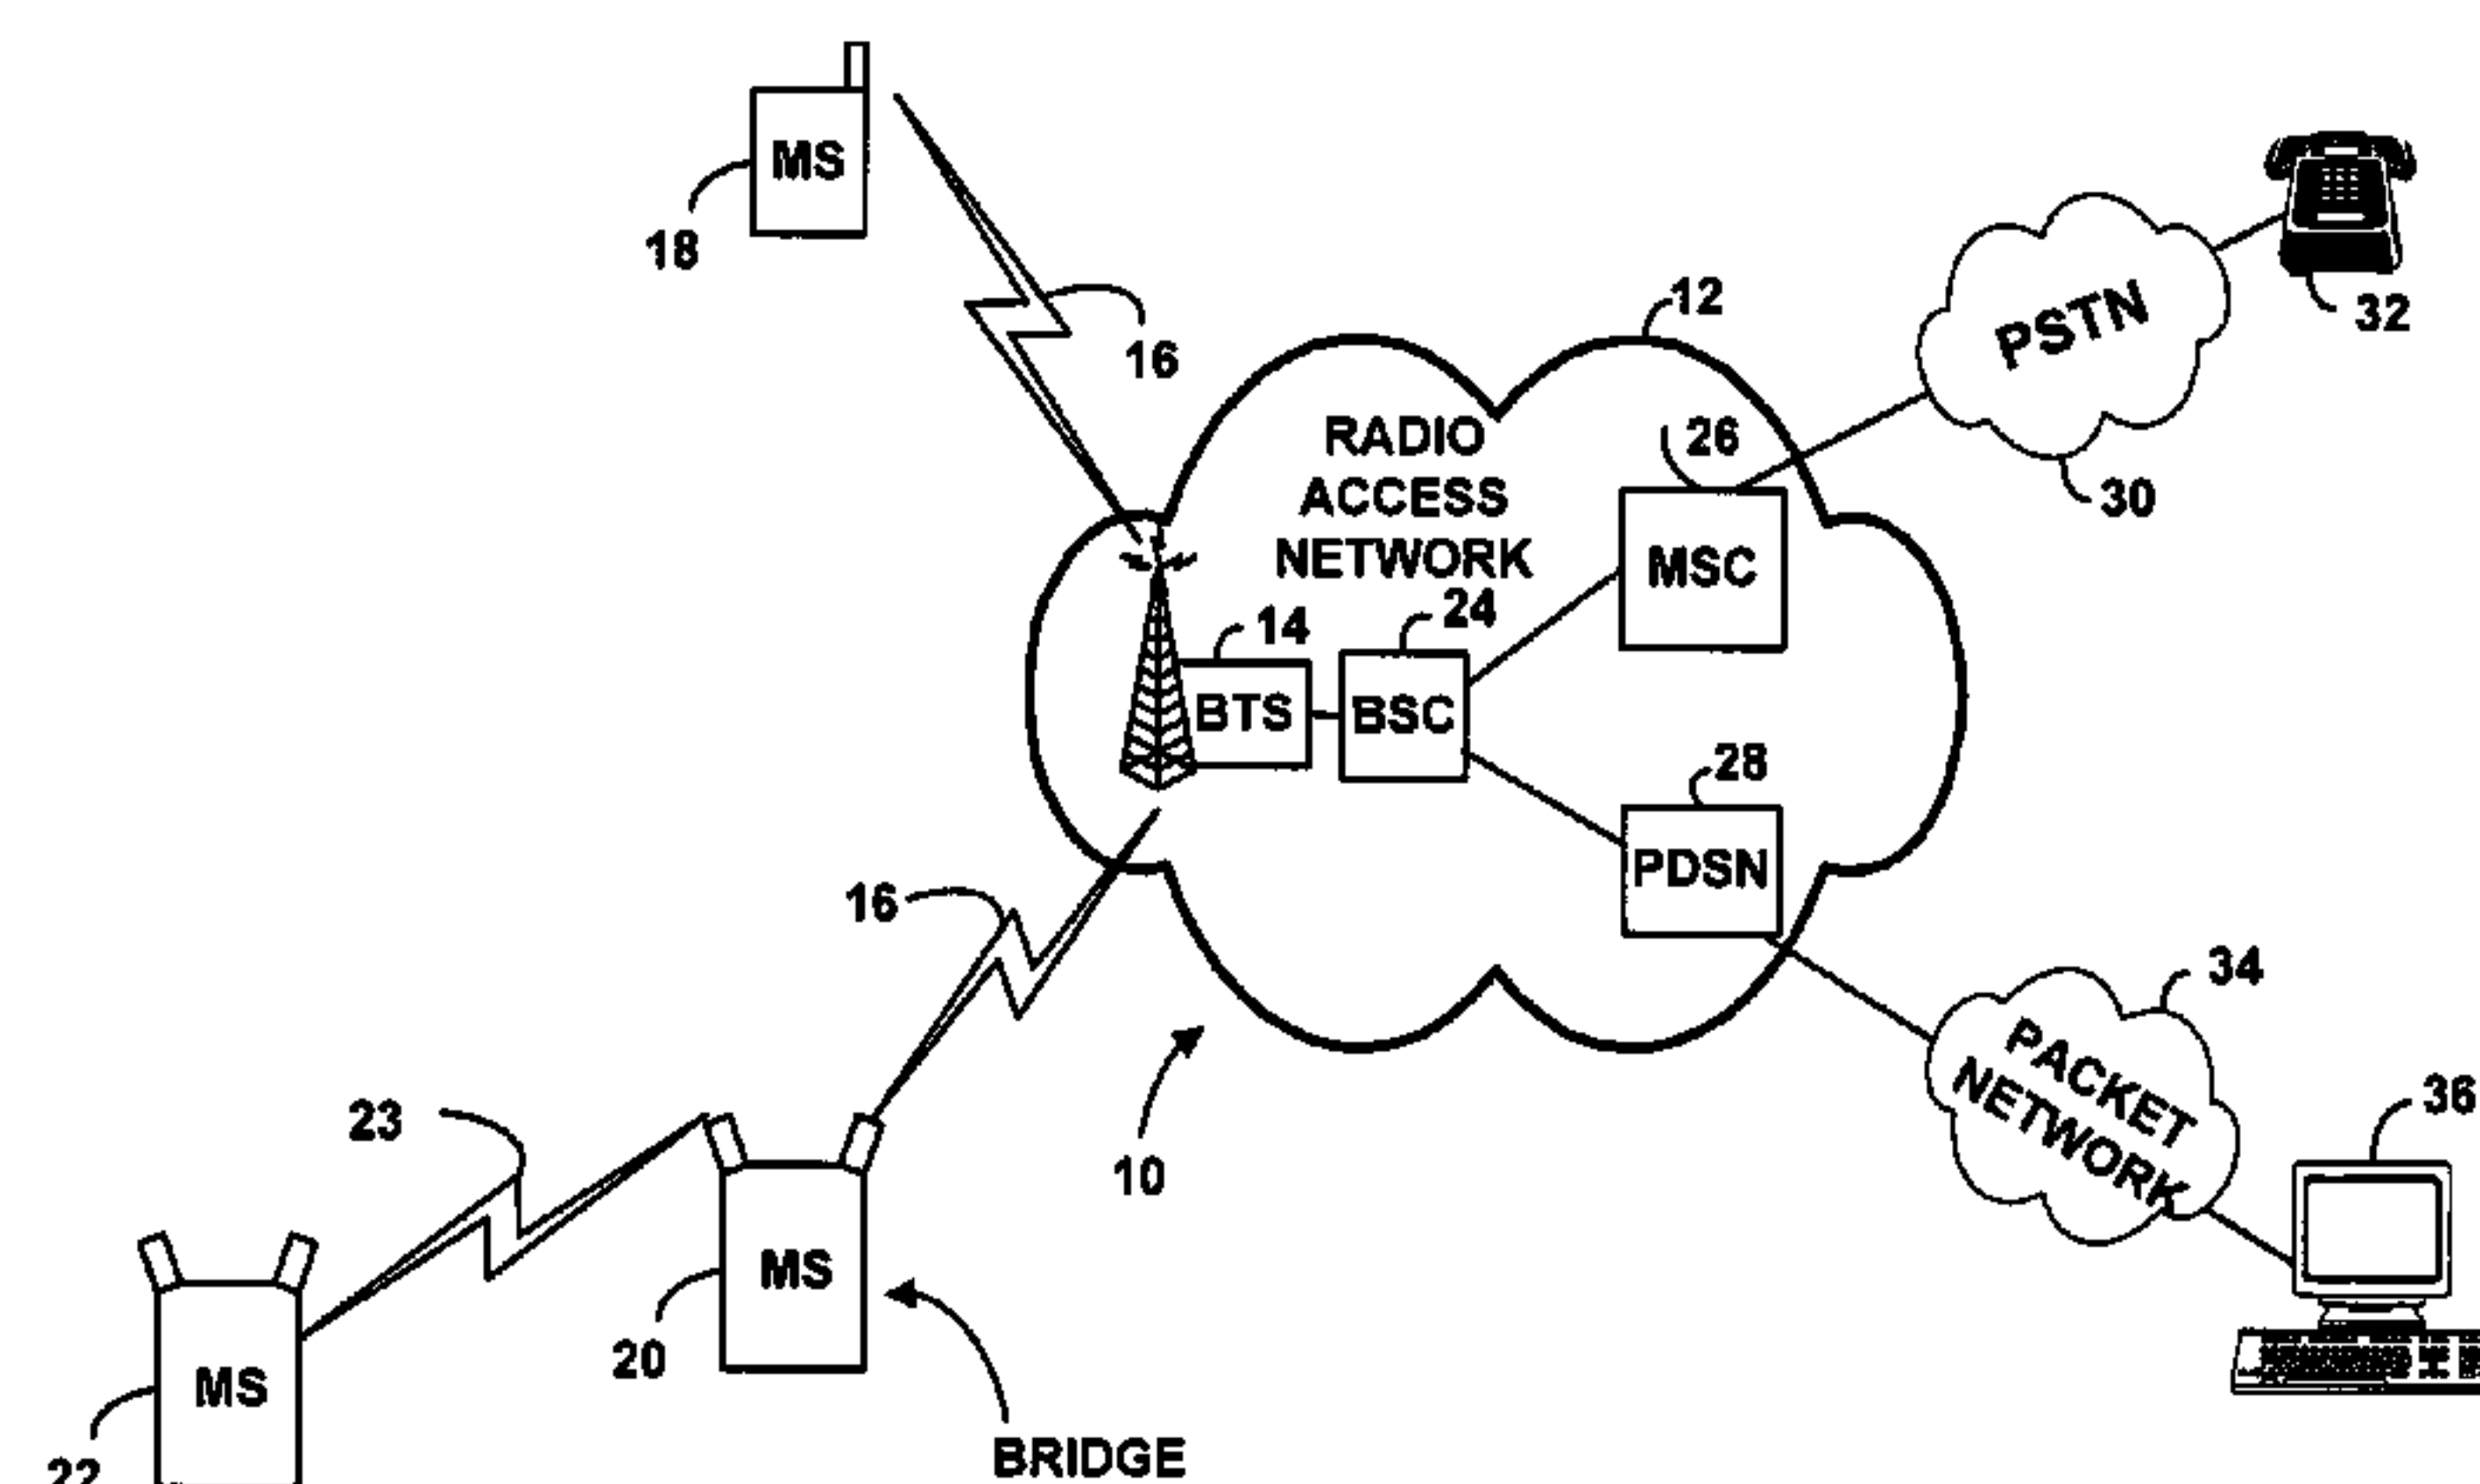 MS
18
16
12
PSTN
32
30
RADIO
ACCESS
NETWORK
26
MSC
24
14
BTS
BSC
28
PDSN
16
34
PACKET
NETWORK
36
23
10
MS
20
MS
22
BRIDGE